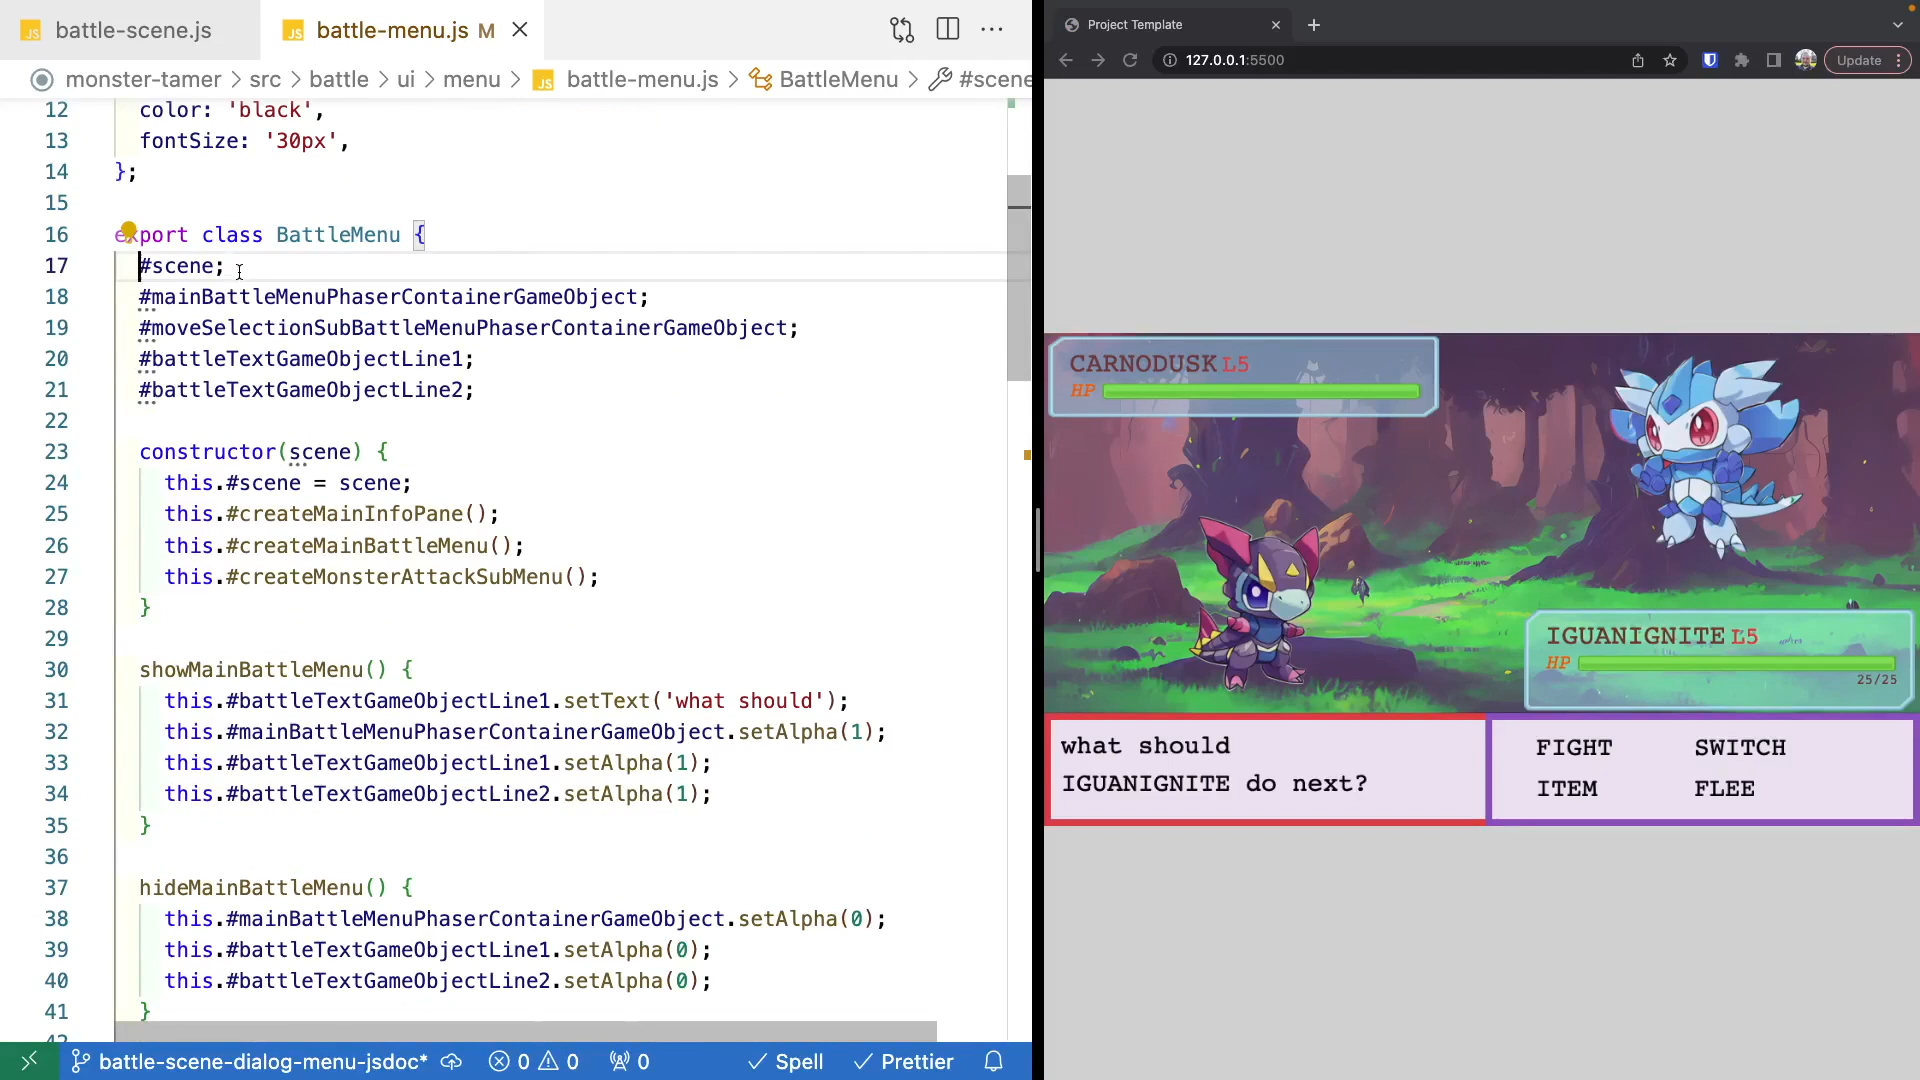 battle-scene.js
battle-menu.js M
monster-tamer > src > battle > ui > menu > battle-menu.js > BattleMenu > #scene
12 color: 'black',
13 fontSize: '30px',
14 };
15
16 export class BattleMenu {
17 #scene;
18 #mainBattleMenuPhaserContainerGameObject;
19 #moveSelectionSubBattleMenuPhaserContainerGameObject;
20 #battleTextGameObjectLine1;
21 #battleTextGameObjectLine2;
22
23 constructor(scene) {
24 this.#scene = scene;
25 this.#createMainInfoPane();
26 this.#createMainBattleMenu();
27 this.#createMonsterAttackSubMenu();
28 }
29
30 showMainBattleMenu() {
31 this.#battleTextGameObjectLine1.setText('what should');
32 this.#mainBattleMenuPhaserContainerGameObject.setAlpha(1);
33 this.#battleTextGameObjectLine1.setAlpha(1);
34 this.#battleTextGameObjectLine2.setAlpha(1);
35 }
36
37 hideMainBattleMenu() {
38 this.#mainBattleMenuPhaserContainerGameObject.setAlpha(0);
39 this.#battleTextGameObjectLine1.setAlpha(0);
40 this.#battleTextGameObjectLine2.setAlpha(0);
41 }
battle-scene-dialog-menu-jsdoc* 0 0 0 Spell Prettier
Project Template
127.0.0.1:5500
Update
CARNODUSK L5
HP
IGUANIGNITE L5
HP
25/25
what should
IGUANIGNITE do next?
FIGHT SWITCH
ITEM FLEE